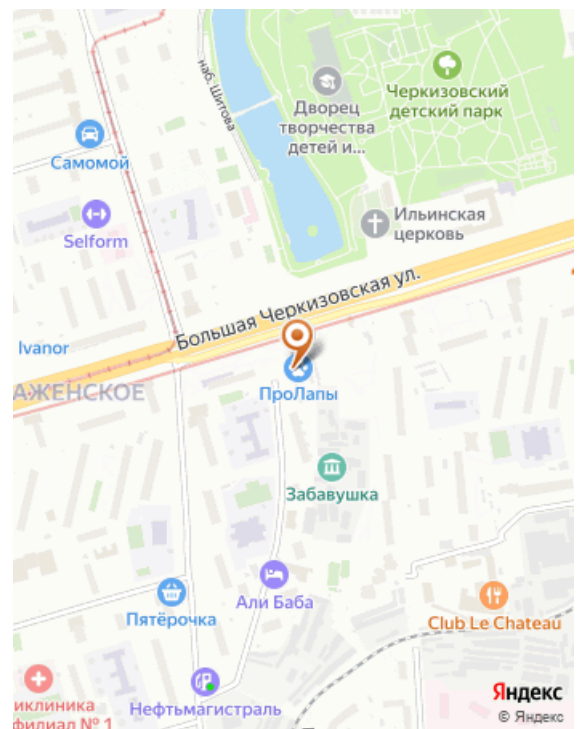 наб. Шитова
Черкизовский
детский парк
Дворец
творчества
детей и...
Самомой
Ильинская
церковь
Selform
Большая Черкизовская ул.
Ivanor
АЖЕНСКОЕ
ПроЛапы
Забавушка
Али Баба
Пятёрочка
Club Le Chateau
Нефтьмагистраль
иклиника
филиал № 1
Яндекс
© Яндекс